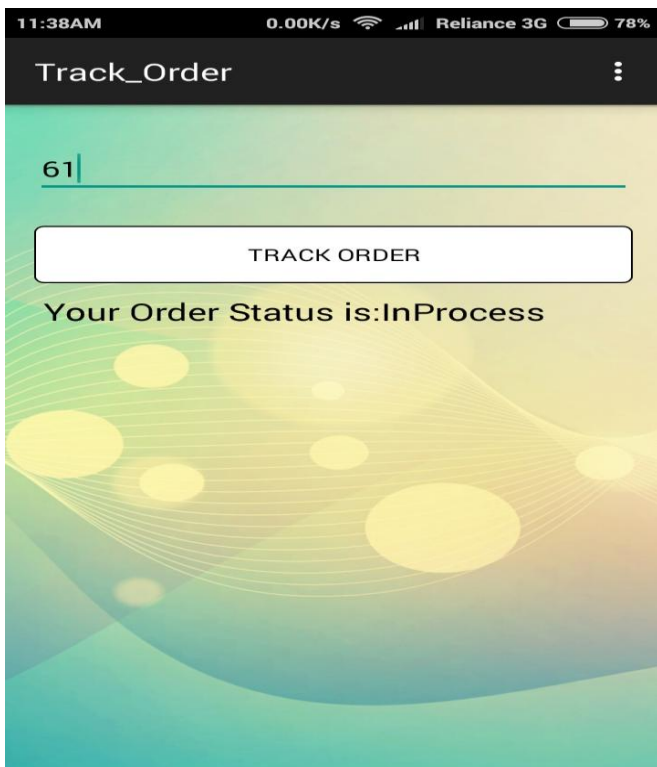 11:38AM 0.00K/s Reliance 3G 78%
Track_Order
61
TRACK ORDER
Your Order Status is:InProcess